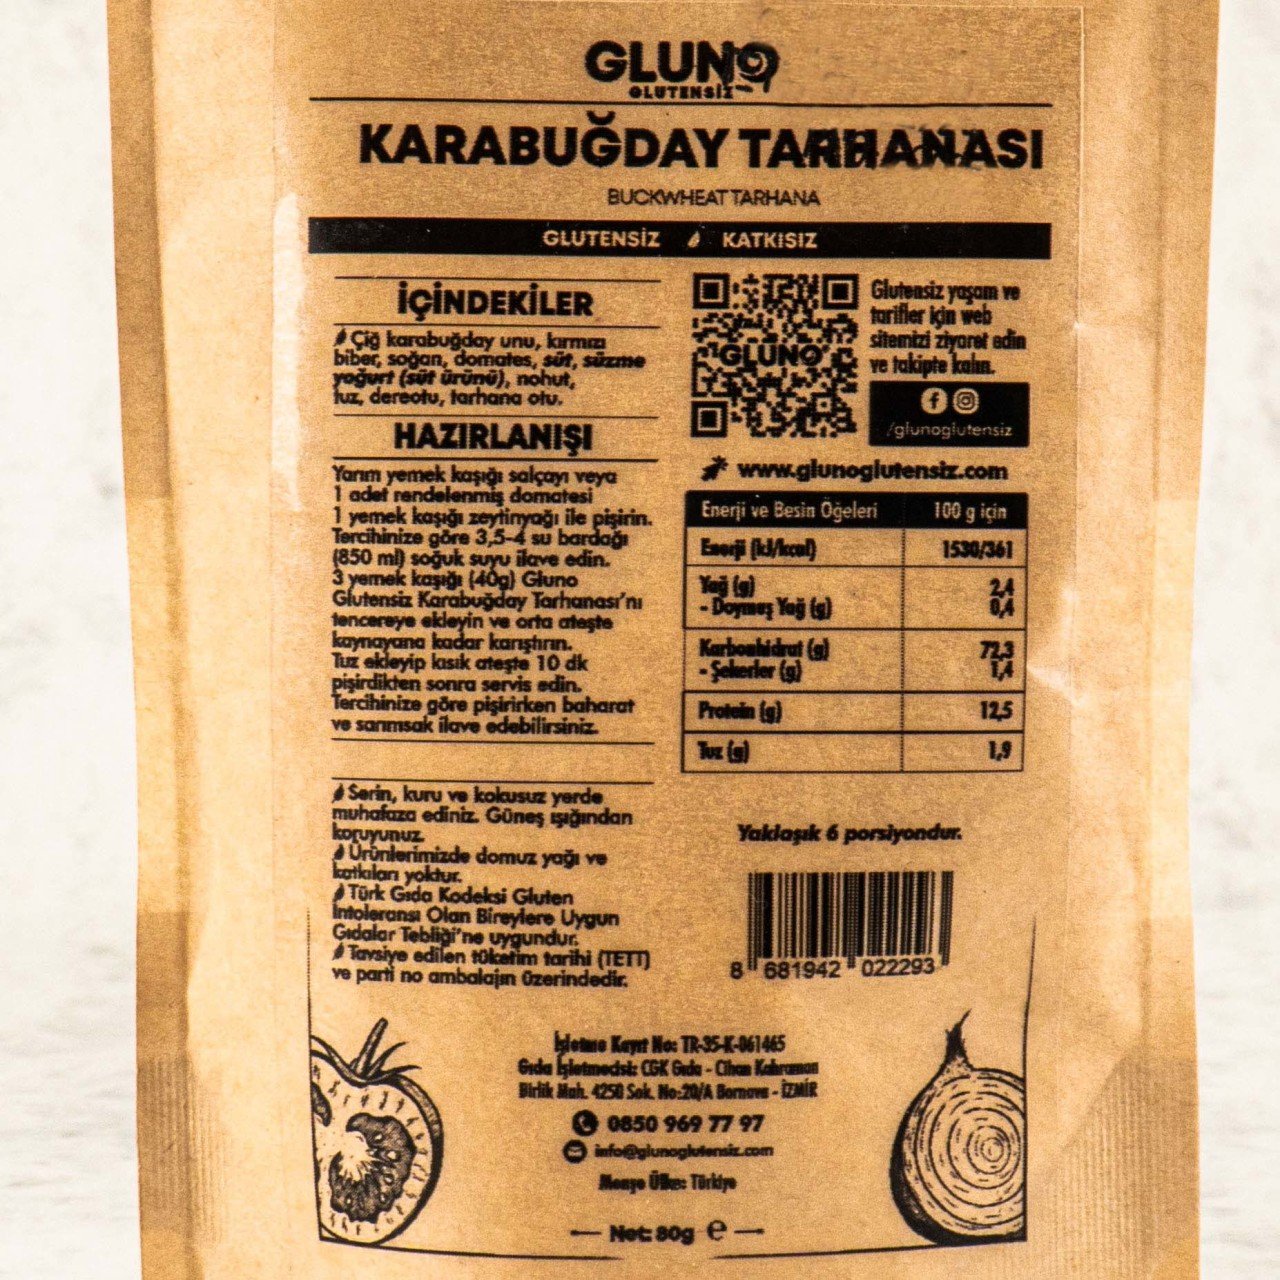 GLUNO
GLUTENSİZ
KARABUĞDAY TARHANASI
BUCKWHEAT TARHANA
GLUTENSİZ KATKISIZ
İÇİNDEKİLER
Çiğ karabuğday unu, kırmızı
biber, soğan, domates, süt, süzme
yoğurt (süt ürünü), nohut,
tuz, dereotu, tarhana otu.
HAZIRLANIŞI
Yarım yemek kaşığı salçayı veya
1 adet rendelenmiş domatesi
1 yemek kaşığı zeytinyağı ile pişirin.
Tercihinize göre 3,5-4 su bardağı
(850 ml) soğuk suyu ilave edin.
3 yemek kaşığı (40g) Gluno
Glutensiz Karabuğday Tarhanası'nı
tencereye ekleyin ve orta ateşte
kaynayana kadar karıştırın.
Tuz ekleyip kısık ateşte 10 dk
pişirdikten sonra servis edin.
Tercihinize göre pişirirken baharat
ve sarımsak ilave edebilirsiniz.
Serin, kuru ve kokusuz yerde
muhafaza ediniz. Güneş ışığından
koruyunuz.
Ürünlerimizde domuz yağı ve
katkıları yoktur.
Türk Gıda Kodeksi Gluten
İntoleransı Olan Bireylere Uygun
Gıdalar Tebliği'ne uygundur.
Tavsiye edilen tüketim tarihi (TETT)
ve parti no ambalajın üzerindedir.
GLUNO
Glutensiz yaşam ve
tarifler için web
sitemizi ziyaret edin
ve takipte kalın.
/glunoglutensiz
www.glunoglutensiz.com
Enerji ve Besin Öğeleri 100 g için
Enerji (kJ/kcal) 1530/361
Yağ (g) 2,4
- Doymuş Yağ (g) 0,4
Karbonhidrat (g) 72,3
- Şekerler (g) 1,4
Protein (g) 12,5
Tuz (g) 1,9
Yaklaşık 6 porsiyondur.
8 681942 022293
İşletme Kayıt No: TR-35-K-061465
Gıda İşletmecisi: CGK Gıda - Cihan Kahraman
Birlik Mah. 4250 Sok. No:20/A Bornova - İZMİR
0850 969 77 97
info@glunoglutensiz.com
Menşe Ülke: Türkiye
Net: 80g e